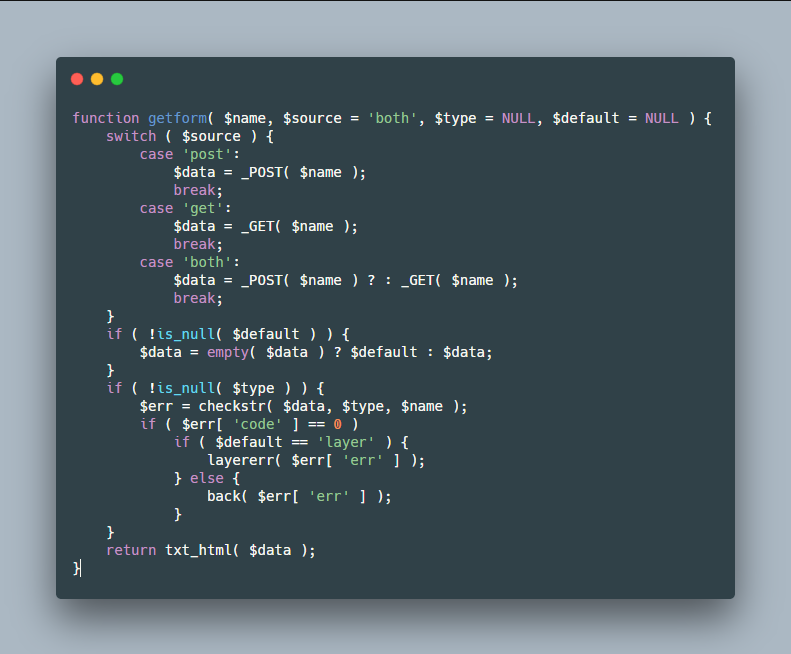 function getform( $name, $source = 'both', $type = NULL, $default = NULL ) {
    switch ( $source ) {
        case 'post':
            $data = _POST( $name );
            break;
        case 'get':
            $data = _GET( $name );
            break;
        case 'both':
            $data = _POST( $name ) ? : _GET( $name );
            break;
    }
    if ( !is_null( $default ) ) {
        $data = empty( $data ) ? $default : $data;
    }
    if ( !is_null( $type ) ) {
        $err = checkstr( $data, $type, $name );
        if ( $err[ 'code' ] == 0 )
            if ( $default == 'layer' ) {
                layererr( $err[ 'err' ] );
            } else {
                back( $err[ 'err' ] );
            }
    }
    return txt_html( $data );
}